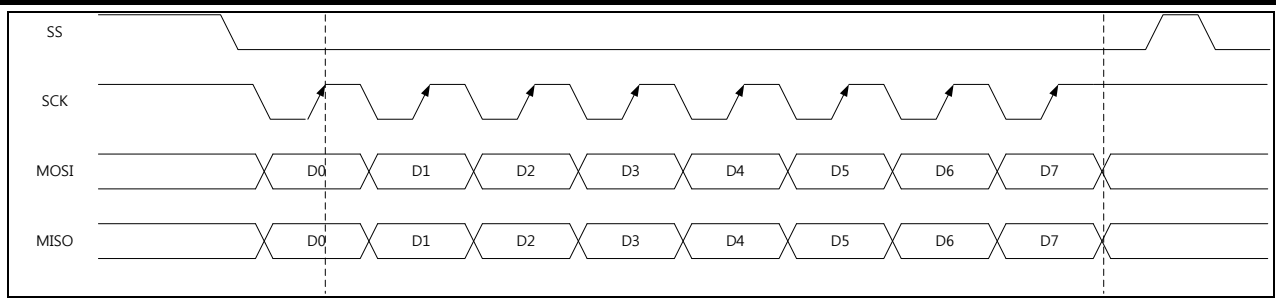 SS
SCK
MOSI D0 D1 D2 D3 D4 D5 D6 D7
MISO D0 D1 D2 D3 D4 D5 D6 D7